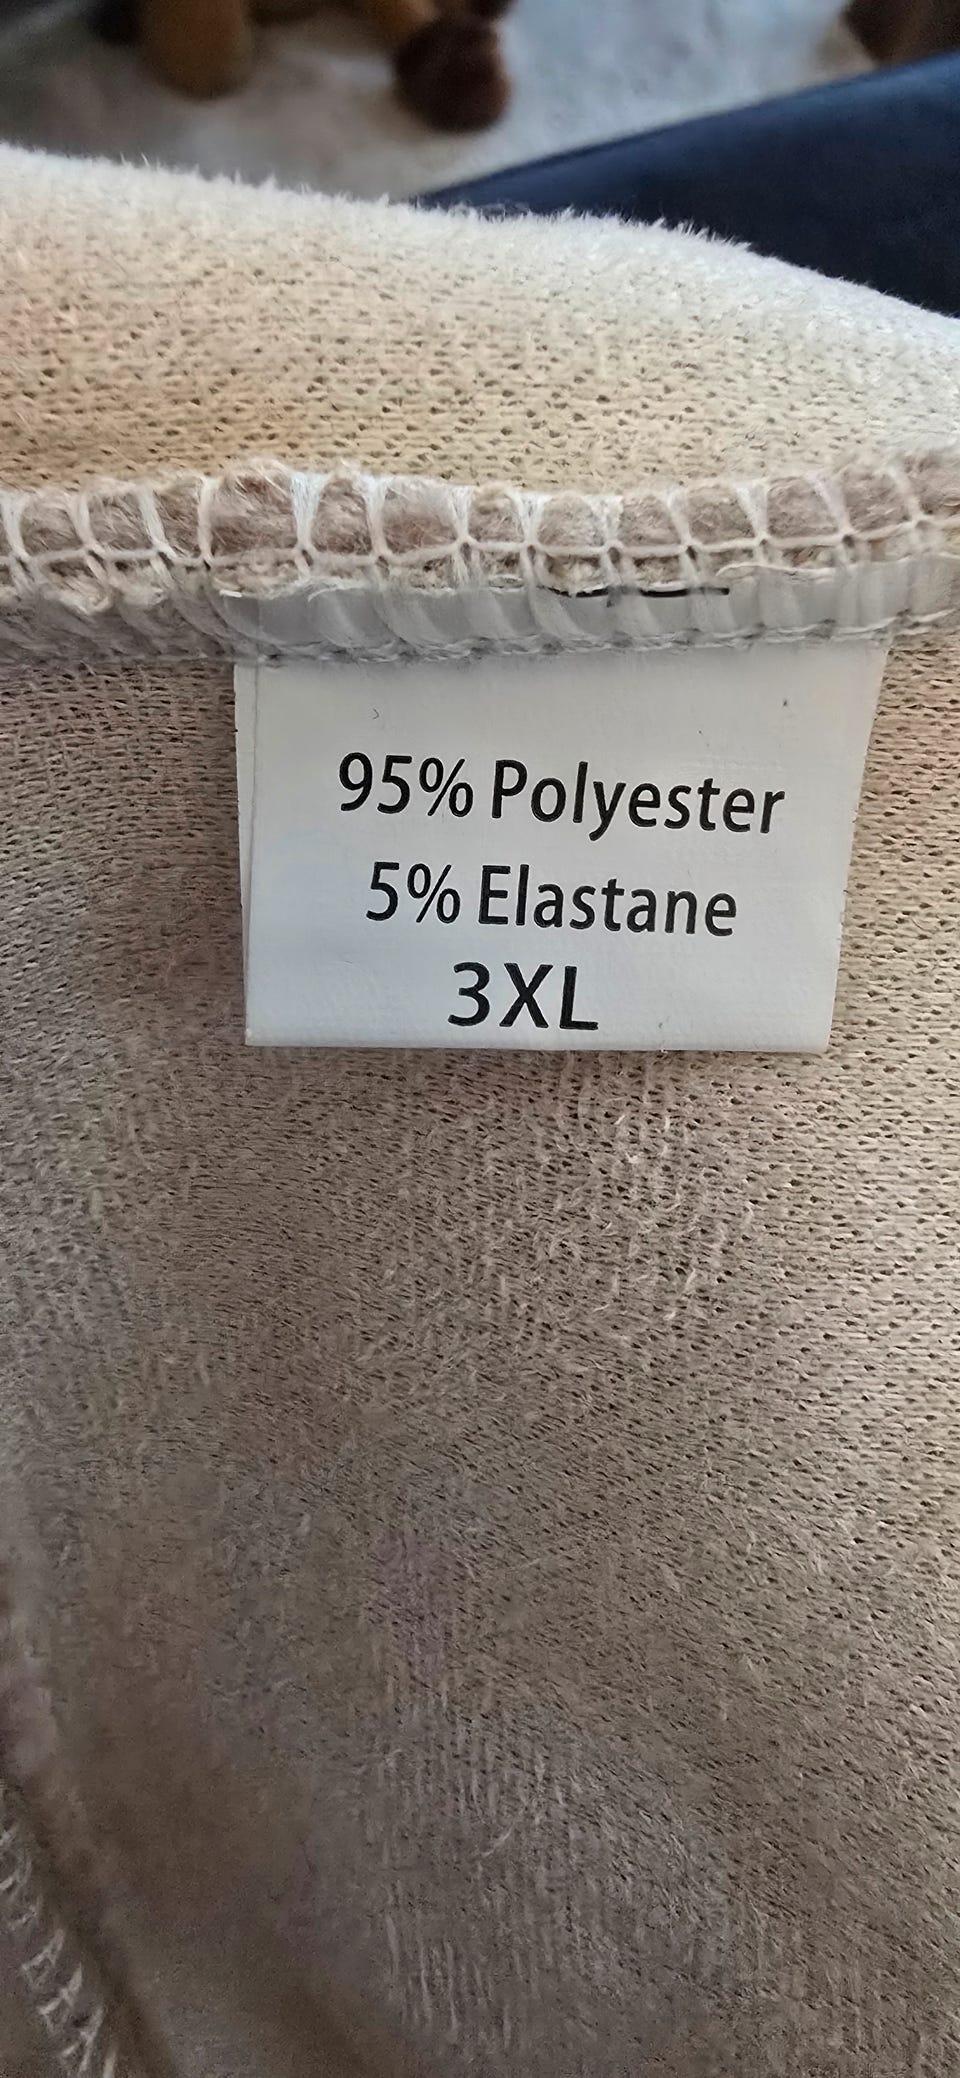 95% Polyester
5% Elastane
3XL